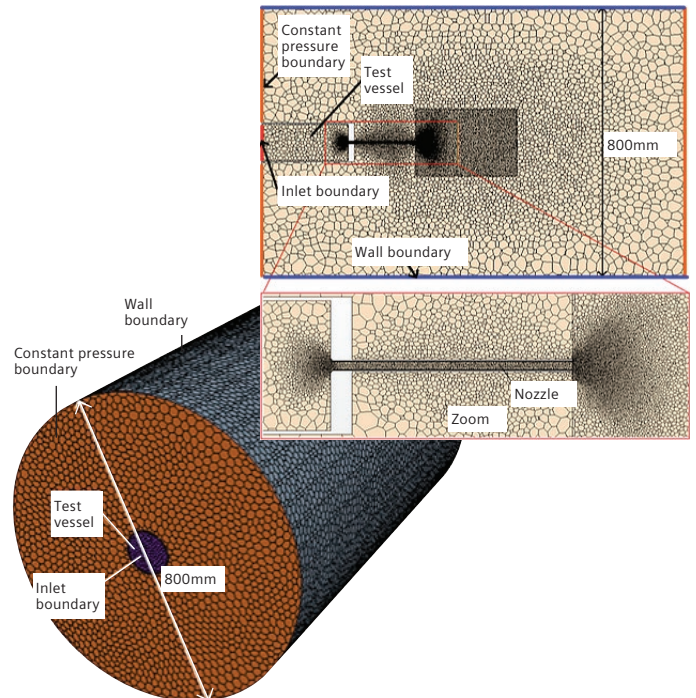 Constant
pressure
boundary
Test
vessel
800mm
Inlet boundary
Wall boundary
Nozzle
Zoom
Wall
boundary
Constant pressure
boundary
Test
vessel
800mm
Inlet
boundary